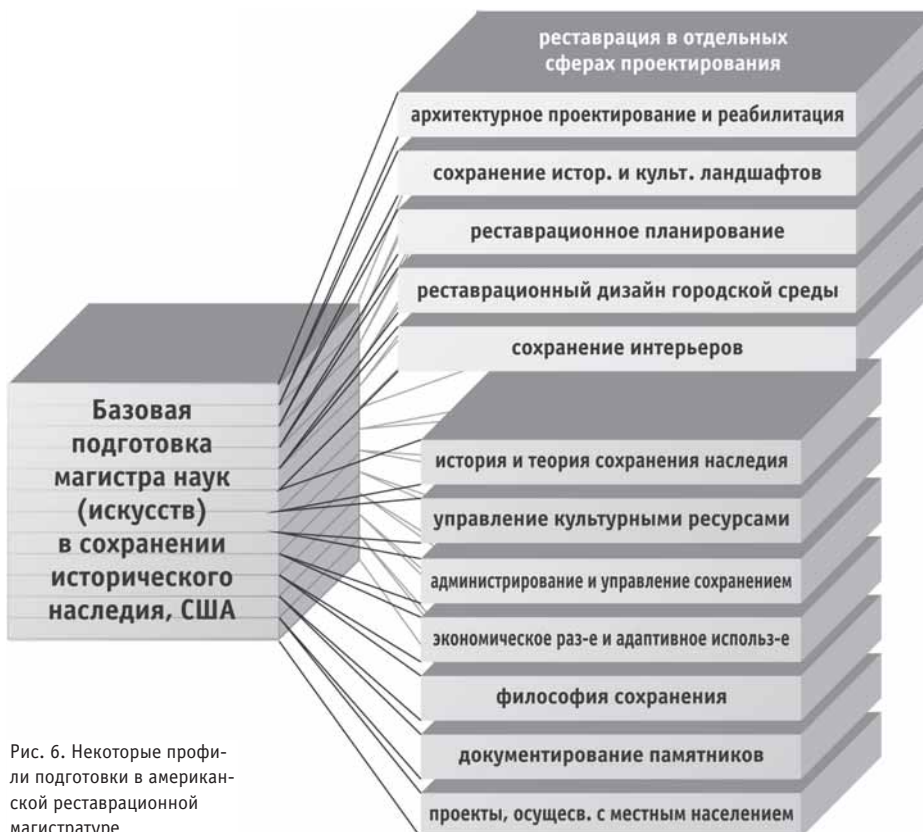 реставрация в отдельных
сферах проектирования
архитектурное проектирование и реабилитация
сохранение истор. и культ. ландшафтов
реставрационное планирование
реставрационный дизайн городской среды
сохранение интерьеров
Базовая
подготовка
магистра наук
(искусств)
в сохранении
исторического
наследия, США
история и теория сохранения наследия
управление культурными ресурсами
администрирование и управление сохранением
экономическое раз-е и адаптивное использ-е
философия сохранения
документирование памятников
проекты, осущесв. с местным населением
Рис. 6. Некоторые профи-
ли подготовки в американ-
ской реставрационной
магистратуре